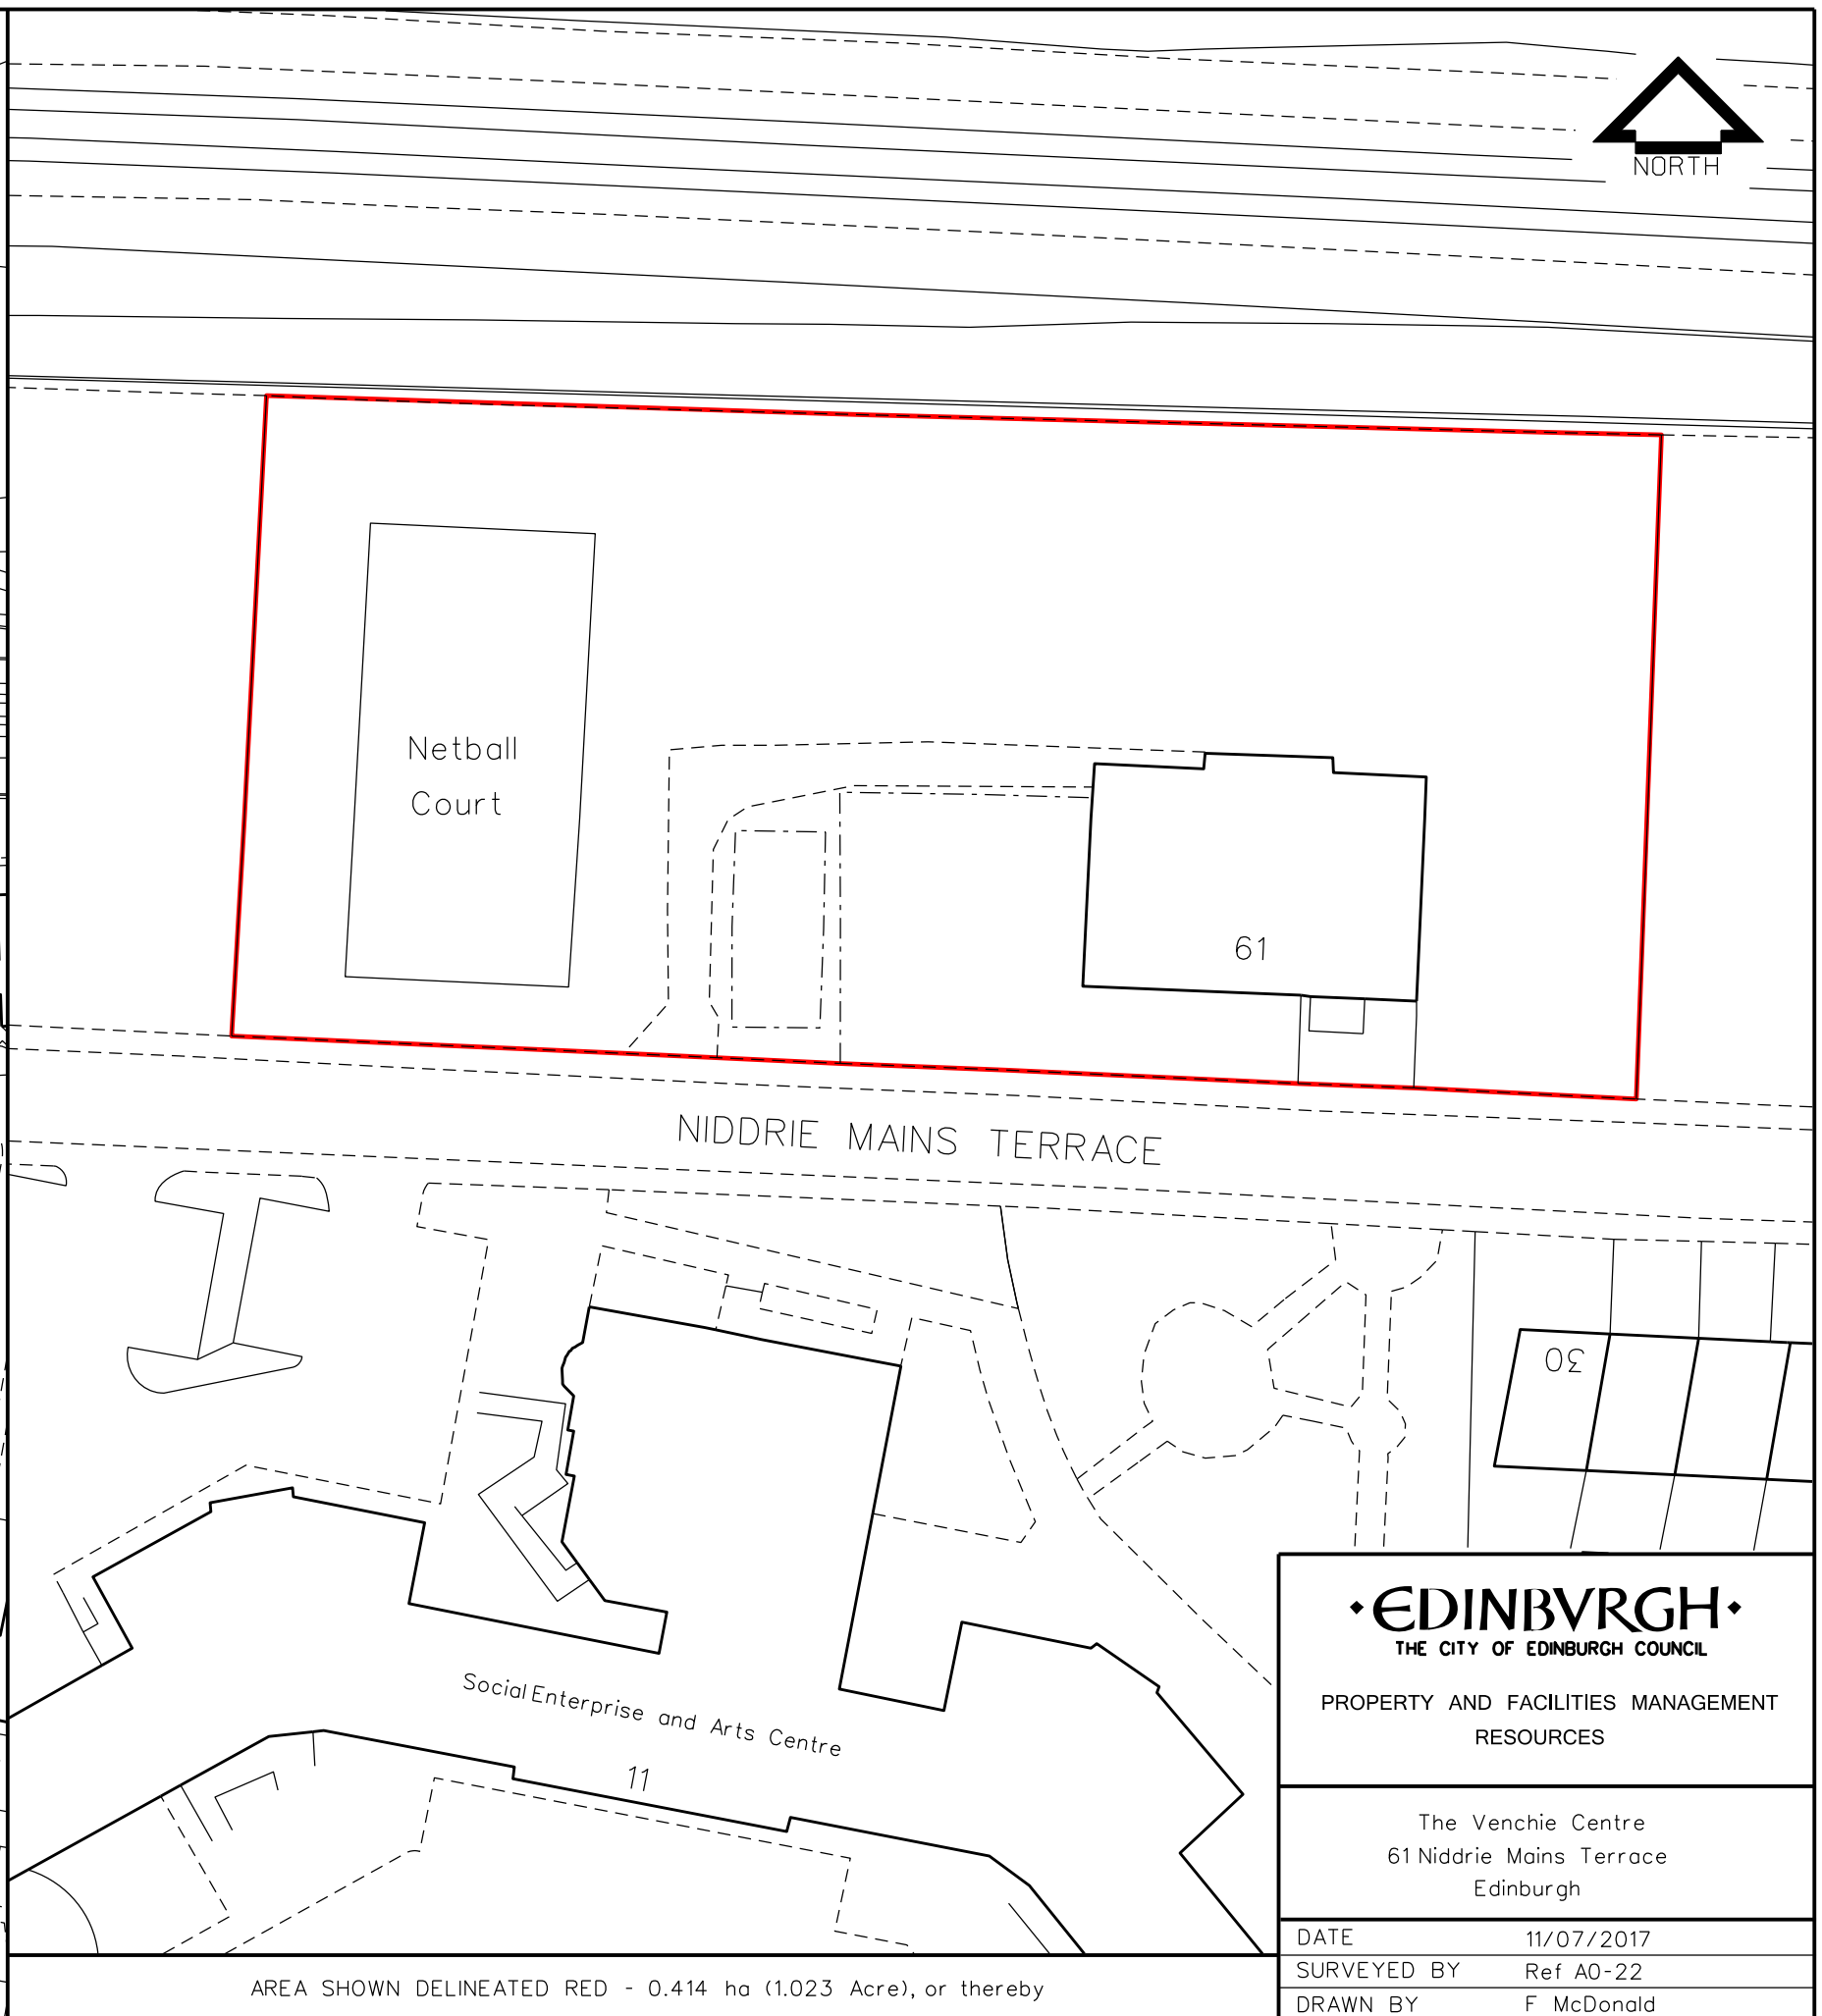 NORTH
Netball
Court
61
NIDDRIE MAINS TERRACE
30
Social Enterprise and Arts Centre
11
•EDINBVRGH•
THE CITY OF EDINBURGH COUNCIL
PROPERTY AND FACILITIES MANAGEMENT
RESOURCES
The Venchie Centre
61 Niddrie Mains Terrace
Edinburgh
DATE 11/07/2017
SURVEYED BY Ref A0-22
DRAWN BY F McDonald
AREA SHOWN DELINEATED RED - 0.414 ha (1.023 Acre), or thereby